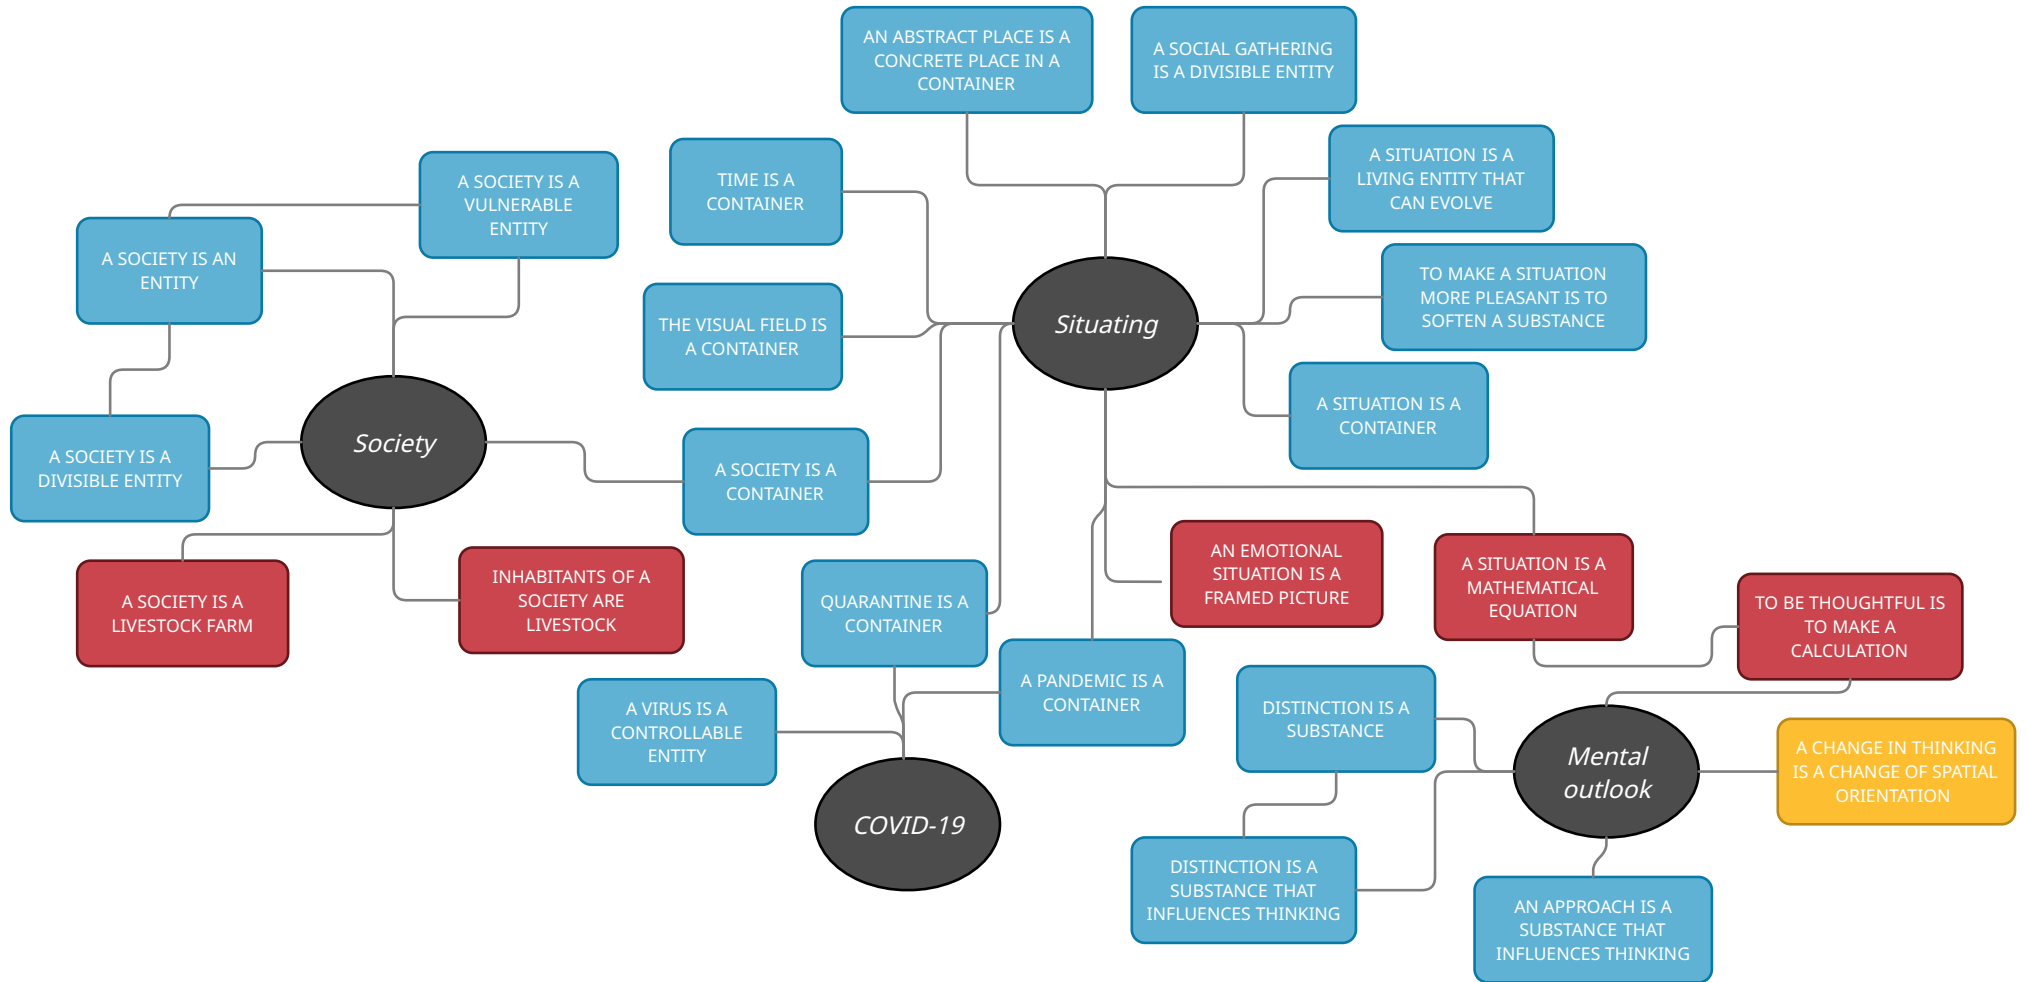 AN ABSTRACT PLACE IS A
CONCRETE PLACE IN A
CONTAINER
A SOCIAL GATHERING
IS A DIVISIBLE ENTITY
A SITUATION IS A
LIVING ENTITY THAT
CAN EVOLVE
TIME IS A
CONTAINER
A SOCIETY IS A
VULNERABLE
ENTITY
A SOCIETY IS AN
ENTITY
TO MAKE A SITUATION
MORE PLEASANT IS TO
SOFTEN A SUBSTANCE
THE VISUAL FIELD IS
A CONTAINER
Situating
A SITUATION IS A
CONTAINER
Society
A SOCIETY IS A
DIVISIBLE ENTITY
A SOCIETY IS A
CONTAINER
AN EMOTIONAL
SITUATION IS A
FRAMED PICTURE
A SITUATION IS A
MATHEMATICAL
EQUATION
A SOCIETY IS A
LIVESTOCK FARM
INHABITANTS OF A
SOCIETY ARE
LIVESTOCK
QUARANTINE IS A
CONTAINER
TO BE THOUGHTFUL IS
TO MAKE A
CALCULATION
A PANDEMIC IS A
CONTAINER
A VIRUS IS A
CONTROLLABLE
ENTITY
DISTINCTION IS A
SUBSTANCE
Mental
outlook
A CHANGE IN THINKING
IS A CHANGE OF SPATIAL
ORIENTATION
COVID-19
DISTINCTION IS A
SUBSTANCE THAT
INFLUENCES THINKING
AN APPROACH IS A
SUBSTANCE THAT
INFLUENCES THINKING